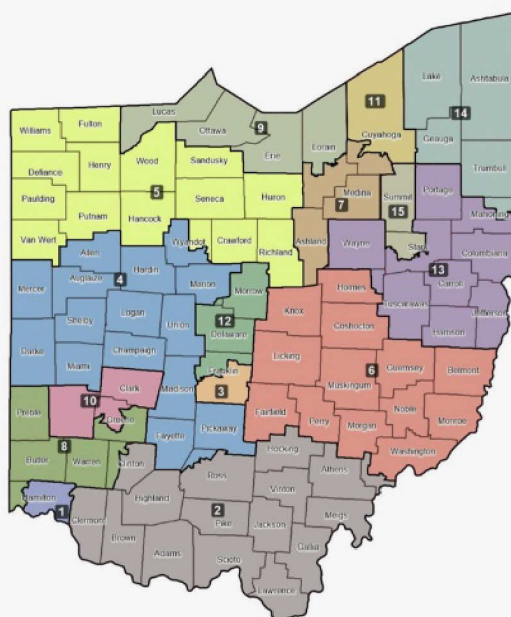 Lake
Ashtabula
11
Lucas
14
Williams
Fulton
Ottawa
9
Cuyahoga
Geauga
Wood
Sandusky
Erie
Lorain
Defiance
Henry
Trumbull
Paulding
5
Seneca
Huron
Medina
Summit
Portage
Putnam
Hancock
7
15
Mahoning
Van Wert
Crawford
Ashland
Wayne
Stark
Allen
Wyandot
Richland
Columbiana
13
Mercer
Auglaize
4
Hardin
Marion
Morrow
Holmes
Carroll
Tuscarawas
Jefferson
Logan
Knox
Shelby
Union
12
Coshocton
Harrison
Delaware
Darke
Champaign
Licking
Guernsey
Miami
Franklin
6
Belmont
Clark
Madison
3
Muskingum
Preble
10
Noble
Greene
Fairfield
Perry
Morgan
Monroe
8
Fayette
Pickaway
Butler
Warren
Hocking
Washington
Clinton
Ross
Athens
Hamilton
Highland
Vinton
1
Clermont
2
Pike
Jackson
Meigs
Brown
Adams
Scioto
Gallia
Lawrence